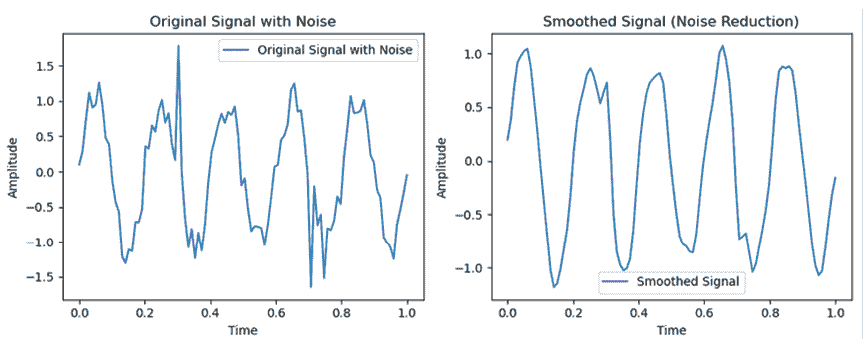 Original Signal with Noise
Original Signal with Noise
1.5
1.0
0.5
0.0
−0.5
−1.0
−1.5
Amplitude
0.0 0.2 0.4 0.6 0.8 1.0
Time
Smoothed Signal (Noise Reduction)
1.0
0.5
0.0
−0.5
−1.0
Amplitude
Smoothed Signal
0.0 0.2 0.4 0.6 0.8 1.0
Time